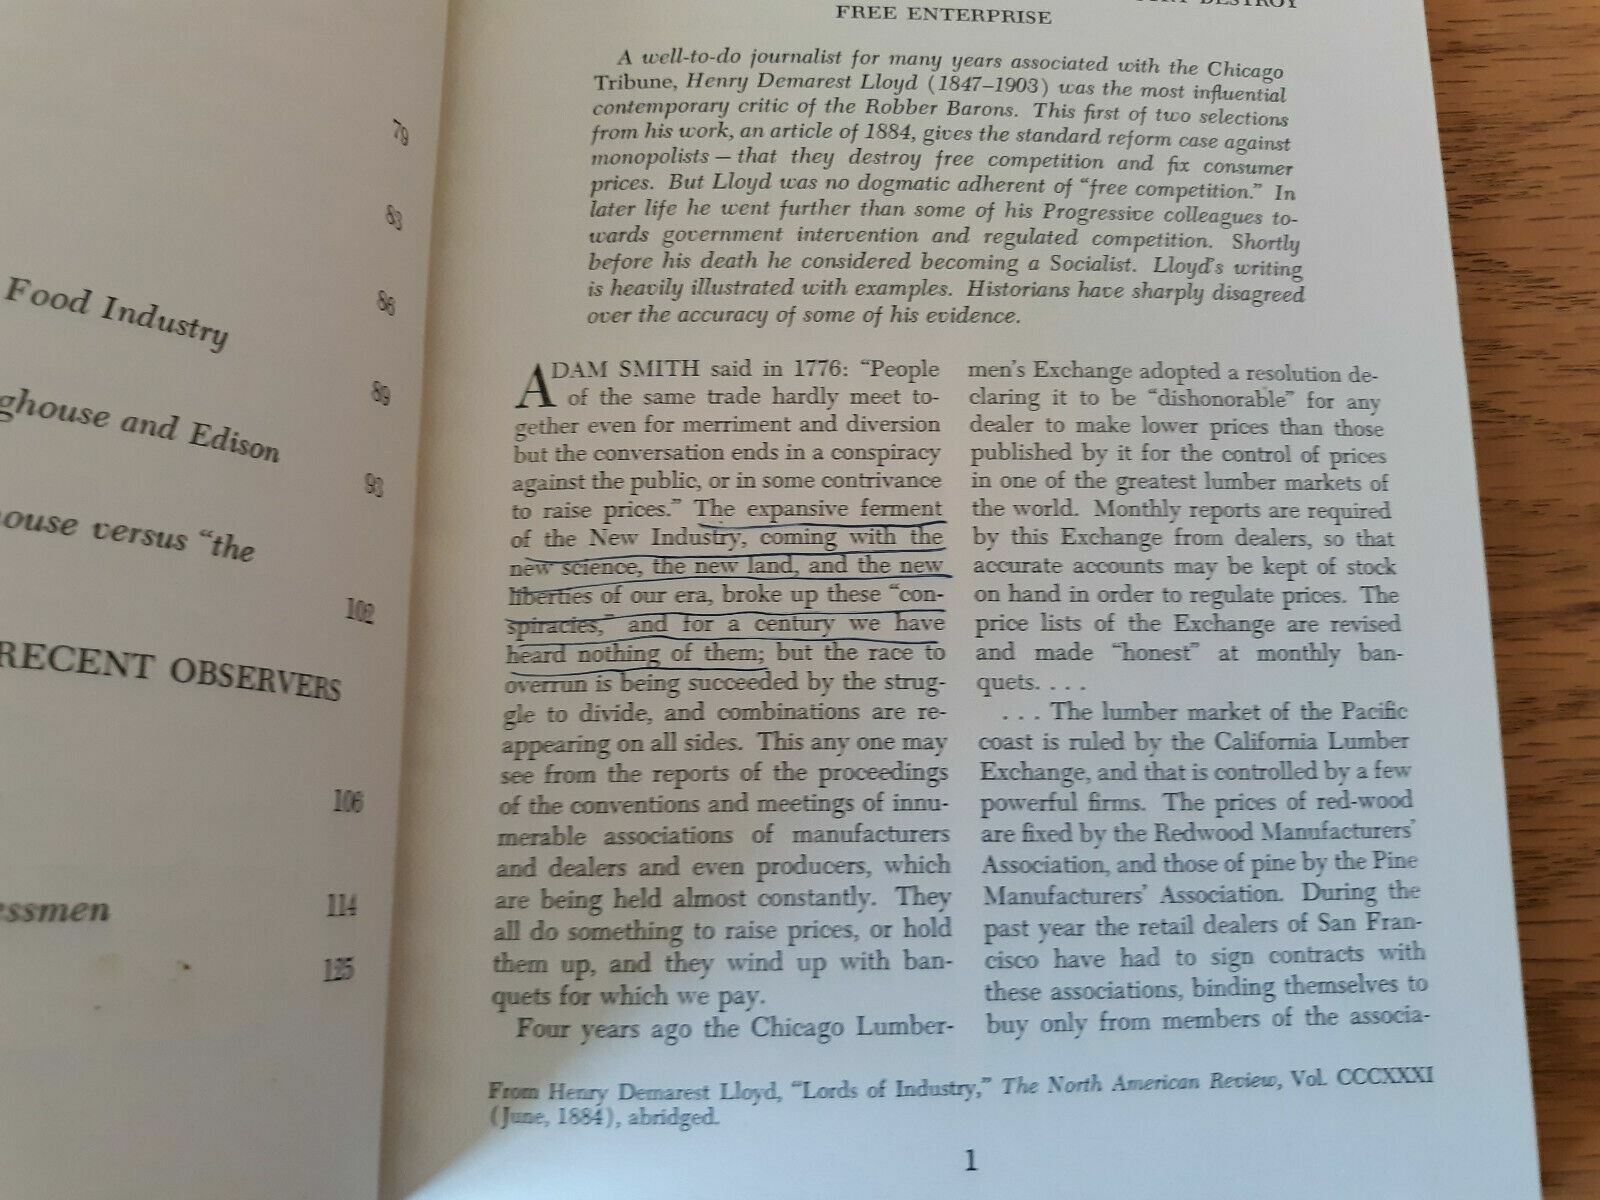 79
83
Food Industry 86
89
ghouse and Edison
93
ouse versus “the
102
RECENT OBSERVERS
106
essmen 114
125
DESTROY
FREE ENTERPRISE
A well-to-do journalist for many years associated with the Chicago
Tribune, Henry Demarest Lloyd (1847–1903) was the most influential
contemporary critic of the Robber Barons. This first of two selections
from his work, an article of 1884, gives the standard reform case against
monopolists — that they destroy free competition and fix consumer
prices. But Lloyd was no dogmatic adherent of “free competition.” In
later life he went further than some of his Progressive colleagues to-
wards government intervention and regulated competition. Shortly
before his death he considered becoming a Socialist. Lloyd's writing
is heavily illustrated with examples. Historians have sharply disagreed
over the accuracy of some of his evidence.
ADAM SMITH said in 1776: “People
of the same trade hardly meet to-
gether even for merriment and diversion
but the conversation ends in a conspiracy
against the public, or in some contrivance
to raise prices.” The expansive ferment
of the New Industry, coming with the
new science, the new land, and the new
liberties of our era, broke up these “con-
spiracies,” and for a century we have
heard nothing of them; but the race to
overrun is being succeeded by the strug-
gle to divide, and combinations are re-
appearing on all sides. This any one may
see from the reports of the proceedings
of the conventions and meetings of innu-
merable associations of manufacturers
and dealers and even producers, which
are being held almost constantly. They
all do something to raise prices, or hold
them up, and they wind up with ban-
quets for which we pay.
Four years ago the Chicago Lumber-
men's Exchange adopted a resolution de-
claring it to be “dishonorable” for any
dealer to make lower prices than those
published by it for the control of prices
in one of the greatest lumber markets of
the world. Monthly reports are required
by this Exchange from dealers, so that
accurate accounts may be kept of stock
on hand in order to regulate prices. The
price lists of the Exchange are revised
and made “honest” at monthly ban-
quets. . . .
. . . The lumber market of the Pacific
coast is ruled by the California Lumber
Exchange, and that is controlled by a few
powerful firms. The prices of red-wood
are fixed by the Redwood Manufacturers'
Association, and those of pine by the Pine
Manufacturers' Association. During the
past year the retail dealers of San Fran-
cisco have had to sign contracts with
these associations, binding themselves to
buy only from members of the associa-
From Henry Demarest Lloyd, “Lords of Industry,” The North American Review, Vol. CCCXXXI
(June, 1884), abridged.
1